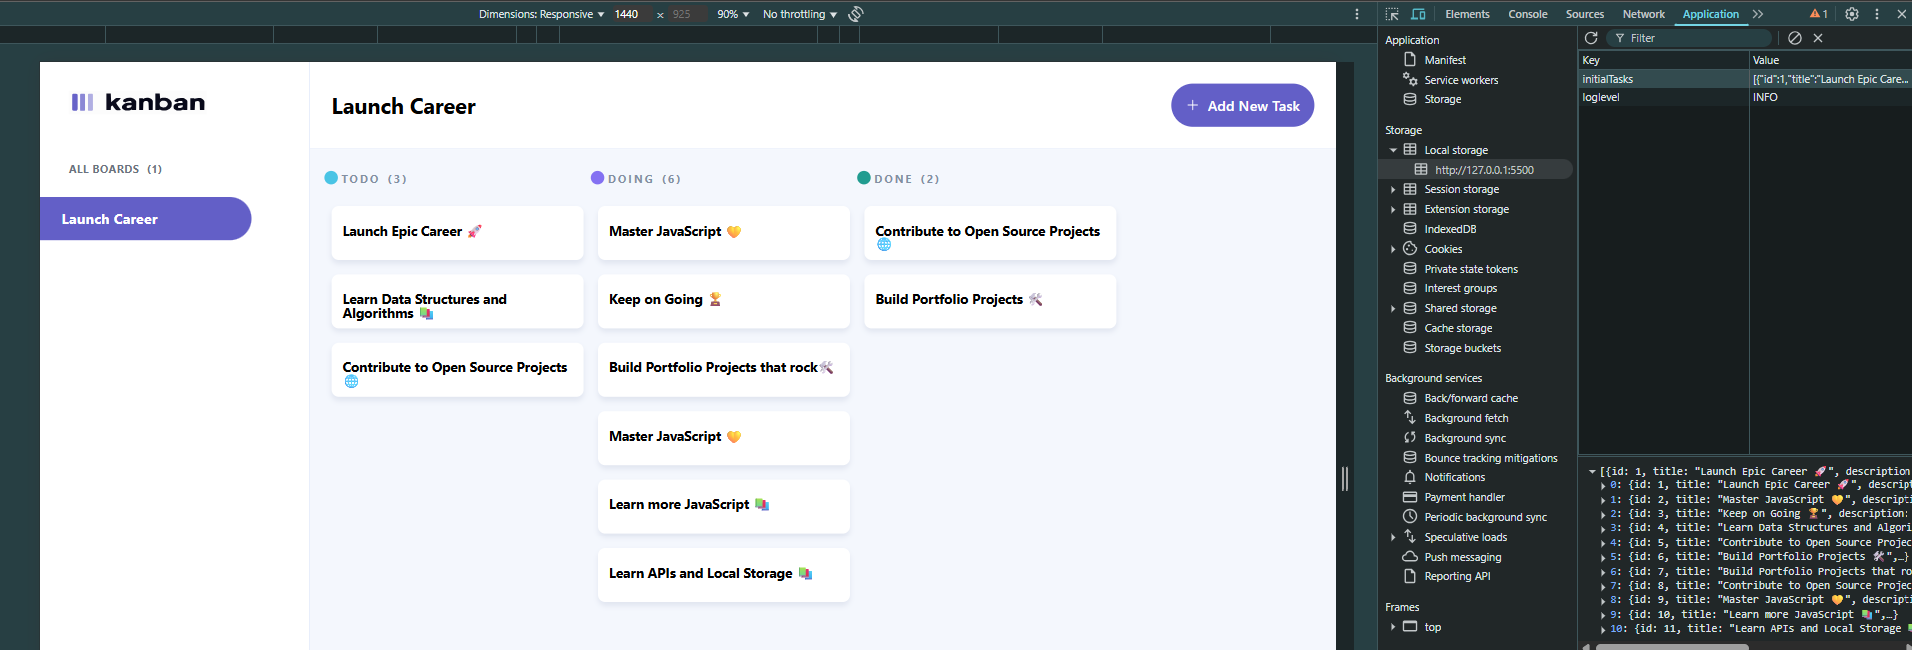 Dimensions: Responsive ▼ 1440 x 925 90% ▼ No throttling ▼
Elements Console Sources Network Application 1
kanban
ALL BOARDS (1)
Launch Career
Launch Career
+ Add New Task
TODO (3)
Launch Epic Career 🚀
Learn Data Structures and
Algorithms 📚
Contribute to Open Source Projects
🌐
DOING (6)
Master JavaScript 💛
Keep on Going 🏆
Build Portfolio Projects that rock🛠️
Master JavaScript 💛
Learn more JavaScript 📚
Learn APIs and Local Storage 📚
DONE (2)
Contribute to Open Source Projects
🌐
Build Portfolio Projects 🛠️
Application
Manifest
Service workers
Storage
Storage
Local storage
http://127.0.0.1:5500
Session storage
Extension storage
IndexedDB
Cookies
Private state tokens
Interest groups
Shared storage
Cache storage
Storage buckets
Background services
Back/forward cache
Background fetch
Background sync
Bounce tracking mitigations
Notifications
Payment handler
Periodic background sync
Speculative loads
Push messaging
Reporting API
Frames
top
Filter
Key Value
initialTasks [{"id":1,"title":"Launch Epic Care...
loglevel INFO
[{id: 1, title: "Launch Epic Career 🚀", description
0: {id: 1, title: "Launch Epic Career 🚀", descript
1: {id: 2, title: "Master JavaScript 💛", descripti
2: {id: 3, title: "Keep on Going 🏆", description:
3: {id: 4, title: "Learn Data Structures and Algori
4: {id: 5, title: "Contribute to Open Source Projec
5: {id: 6, title: "Build Portfolio Projects 🛠️",…}
6: {id: 7, title: "Build Portfolio Projects that ro
7: {id: 8, title: "Contribute to Open Source Projec
8: {id: 9, title: "Master JavaScript 💛", descripti
9: {id: 10, title: "Learn more JavaScript 📚",…}
10: {id: 11, title: "Learn APIs and Local Storage 📚